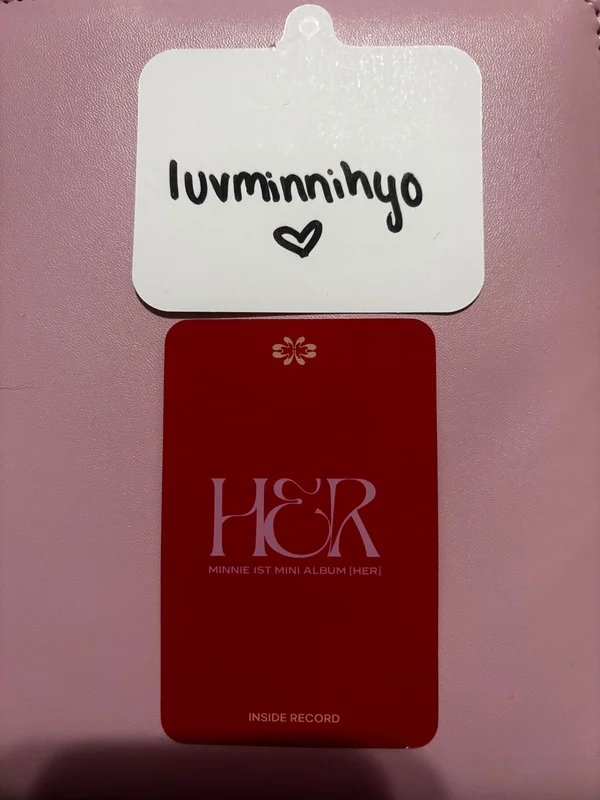 luvminnihyo
HER
MINNIE 1ST MINI ALBUM [HER]
INSIDE RECORD